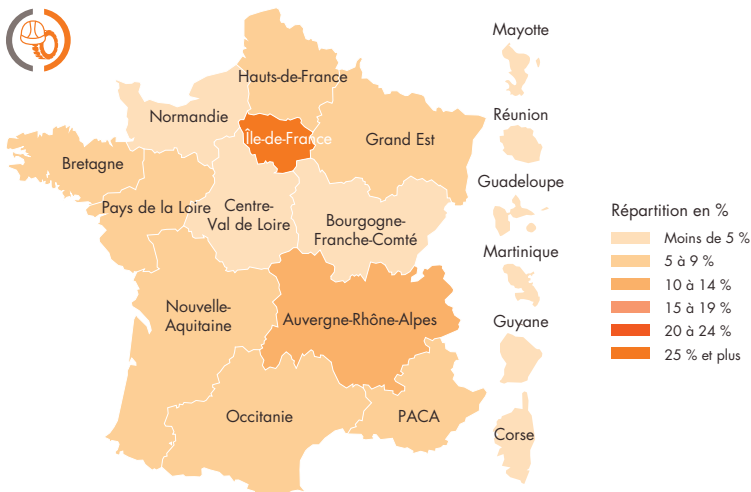 Mayotte
Hauts-de-France
Normandie
Réunion
Île-de-France
Grand Est
Bretagne
Guadeloupe
Pays de la Loire
Centre-
Val de Loire
Bourgogne-
Franche-Comté
Martinique
Nouvelle-
Aquitaine
Auvergne-Rhône-Alpes
Guyane
Occitanie
PACA
Corse
Répartition en %
Moins de 5 %
5 à 9 %
10 à 14 %
15 à 19 %
20 à 24 %
25 % et plus